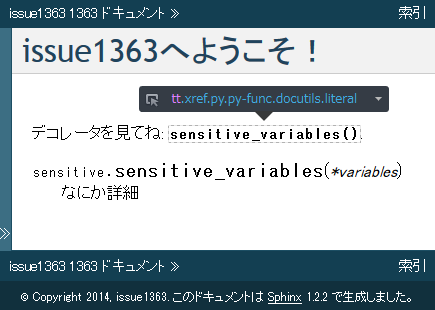 issue1363 1363 ドキュメント » 索引
issue1363へようこそ！
tt.xref.py.py-func.docutils.literal
デコレータを見てね: sensitive_variables()
sensitive.sensitive_variables(*variables)
なにか詳細
»
issue1363 1363 ドキュメント » 索引
© Copyright 2014, issue1363. このドキュメントは Sphinx 1.2.2 で生成しました。